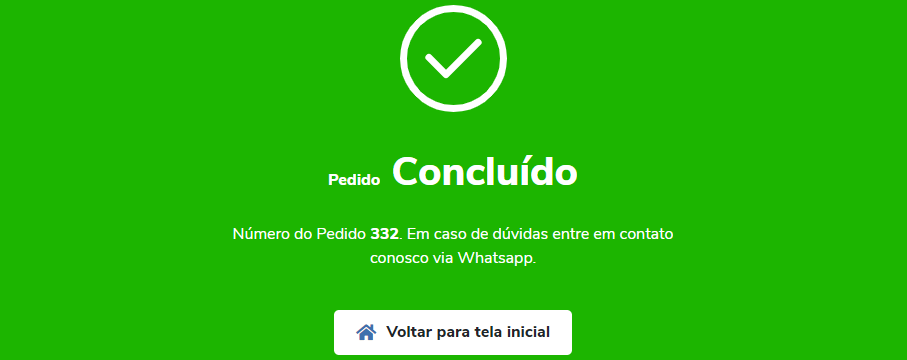 Pedido Concluído
Número do Pedido 332. Em caso de dúvidas entre em contato
conosco via Whatsapp.
Voltar para tela inicial